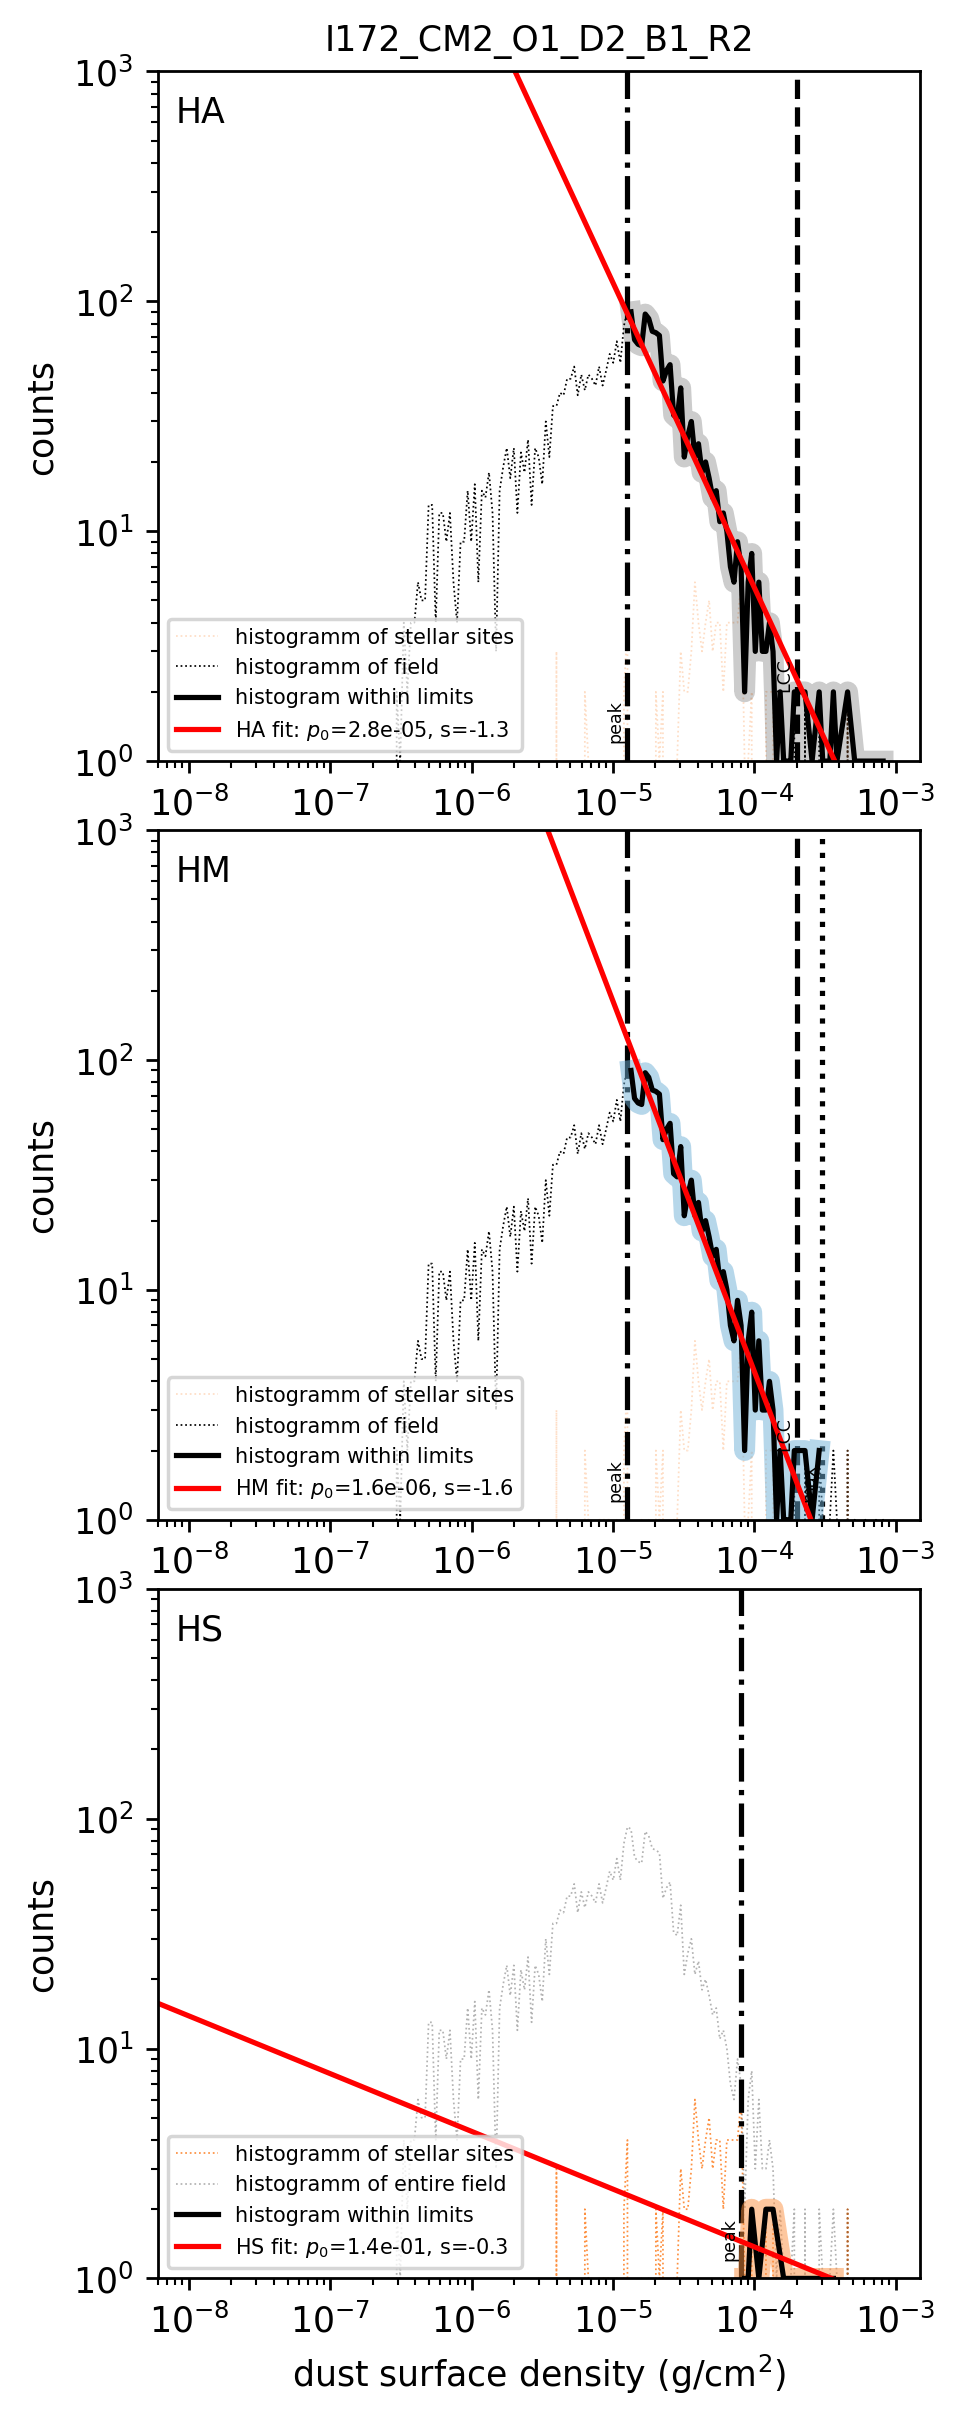 I172_CM2_O1_D2_B1_R2
10³
HA
10²
counts
10¹
LCC
peak
histogramm of stellar sites
histogramm of field
histogram within limits
HA fit: p₀=2.8e-05, s=-1.3
10⁰
10⁻⁸ 10⁻⁷ 10⁻⁶ 10⁻⁵ 10⁻⁴ 10⁻³
10³
HM
10²
counts
10¹
LCC
peak
histogramm of stellar sites
histogramm of field
histogram within limits
HM fit: p₀=1.6e-06, s=-1.6
10⁰
10⁻⁸ 10⁻⁷ 10⁻⁶ 10⁻⁵ 10⁻⁴ 10⁻³
10³
HS
10²
counts
10¹
peak
histogramm of stellar sites
histogramm of entire field
histogram within limits
HS fit: p₀=1.4e-01, s=-0.3
10⁰
10⁻⁸ 10⁻⁷ 10⁻⁶ 10⁻⁵ 10⁻⁴ 10⁻³
dust surface density (g/cm²)